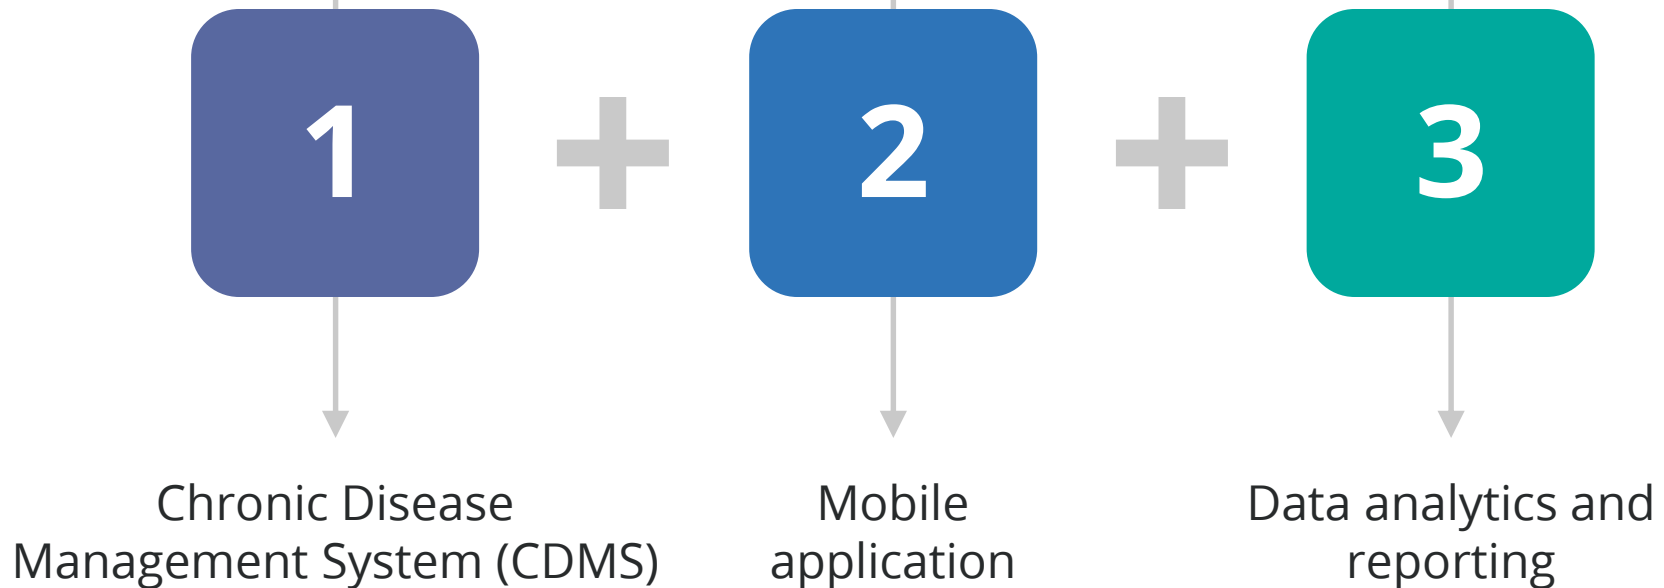 1
2
3
Chronic Disease
Management System (CDMS)
Mobile
application
Data analytics and
reporting